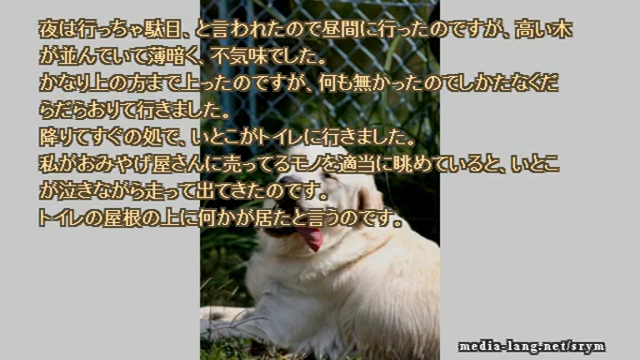 夜は行っちゃ駄目、と言われたので昼間に行ったのですが、高い木
が並んでいて薄暗く、不気味でした。
かなり上の方まで上ったのですが、何も無かったのでしかたなくだ
らだらおりて行きました。
降りてすぐの処で、いとこがトイレに行きました。
私がおみやげ屋さんに売ってるモノを適当に眺めていると、いとこ
が泣きながら走って出てきたのです。
トイレの屋根の上に何かが居たと言うのです。
media-lang.net/srym